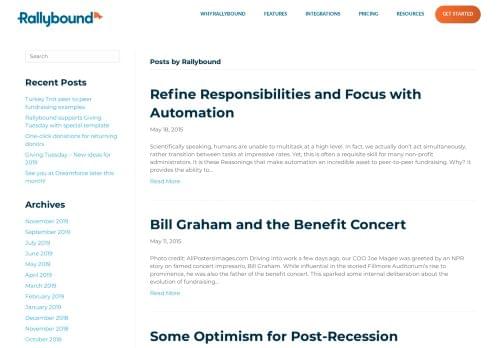 Rallybound
WHY RALLYBOUND
FEATURES
INTEGRATIONS
PRICING
RESOURCES
GET STARTED
Search
Recent Posts
Turkey Trot peer to peer
fundraising examples
Rallybound supports Giving
Tuesday with special template
One-click donations for returning
donors
Giving Tuesday – New ideas for
2019
See you at Dreamforce later this
month!
Archives
November 2019
September 2019
July 2019
June 2019
May 2019
April 2019
March 2019
February 2019
January 2019
December 2018
November 2018
October 2018
Posts by Rallybound
Refine Responsibilities and Focus with
Automation
May 18, 2015
Scientifically speaking, humans are unable to multitask at a high level. In fact, we actually don't act simultaneously,
rather transition between tasks at impressive rates. Yet, this is often a requisite skill for many non-profit
administrators. It is these Reasonings that make automation an incredible asset to peer-to-peer fundraising. Why? It
provides the ability to...
Read More
Bill Graham and the Benefit Concert
May 11, 2015
Photo credit: AllPostersImages.com Driving into work a few days ago, our COO Joe Magee was greeted by an NPR
story on famed concert impresario, Bill Graham. While influential in the storied Fillmore Auditorium's rise to
prominence, he was also the father of the benefit concert. This sparked some internal deliberation about the
evolution of fundraising...
Read More
Some Optimism for Post-Recession